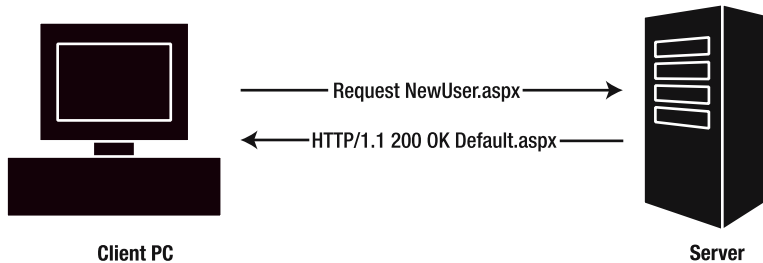 Request NewUser.aspx
HTTP/1.1 200 OK Default.aspx
Client PC
Server